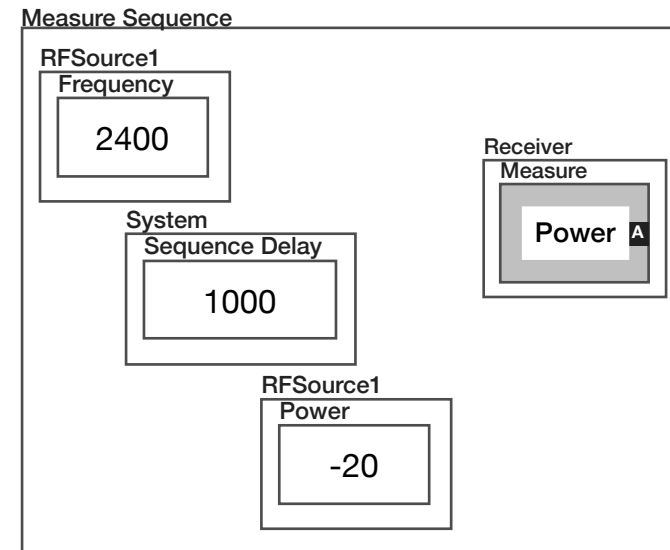 Measure Sequence
RFSource1
Frequency
2400
System
Sequence Delay
1000
RFSource1
Power
-20
Receiver
Measure
Power A